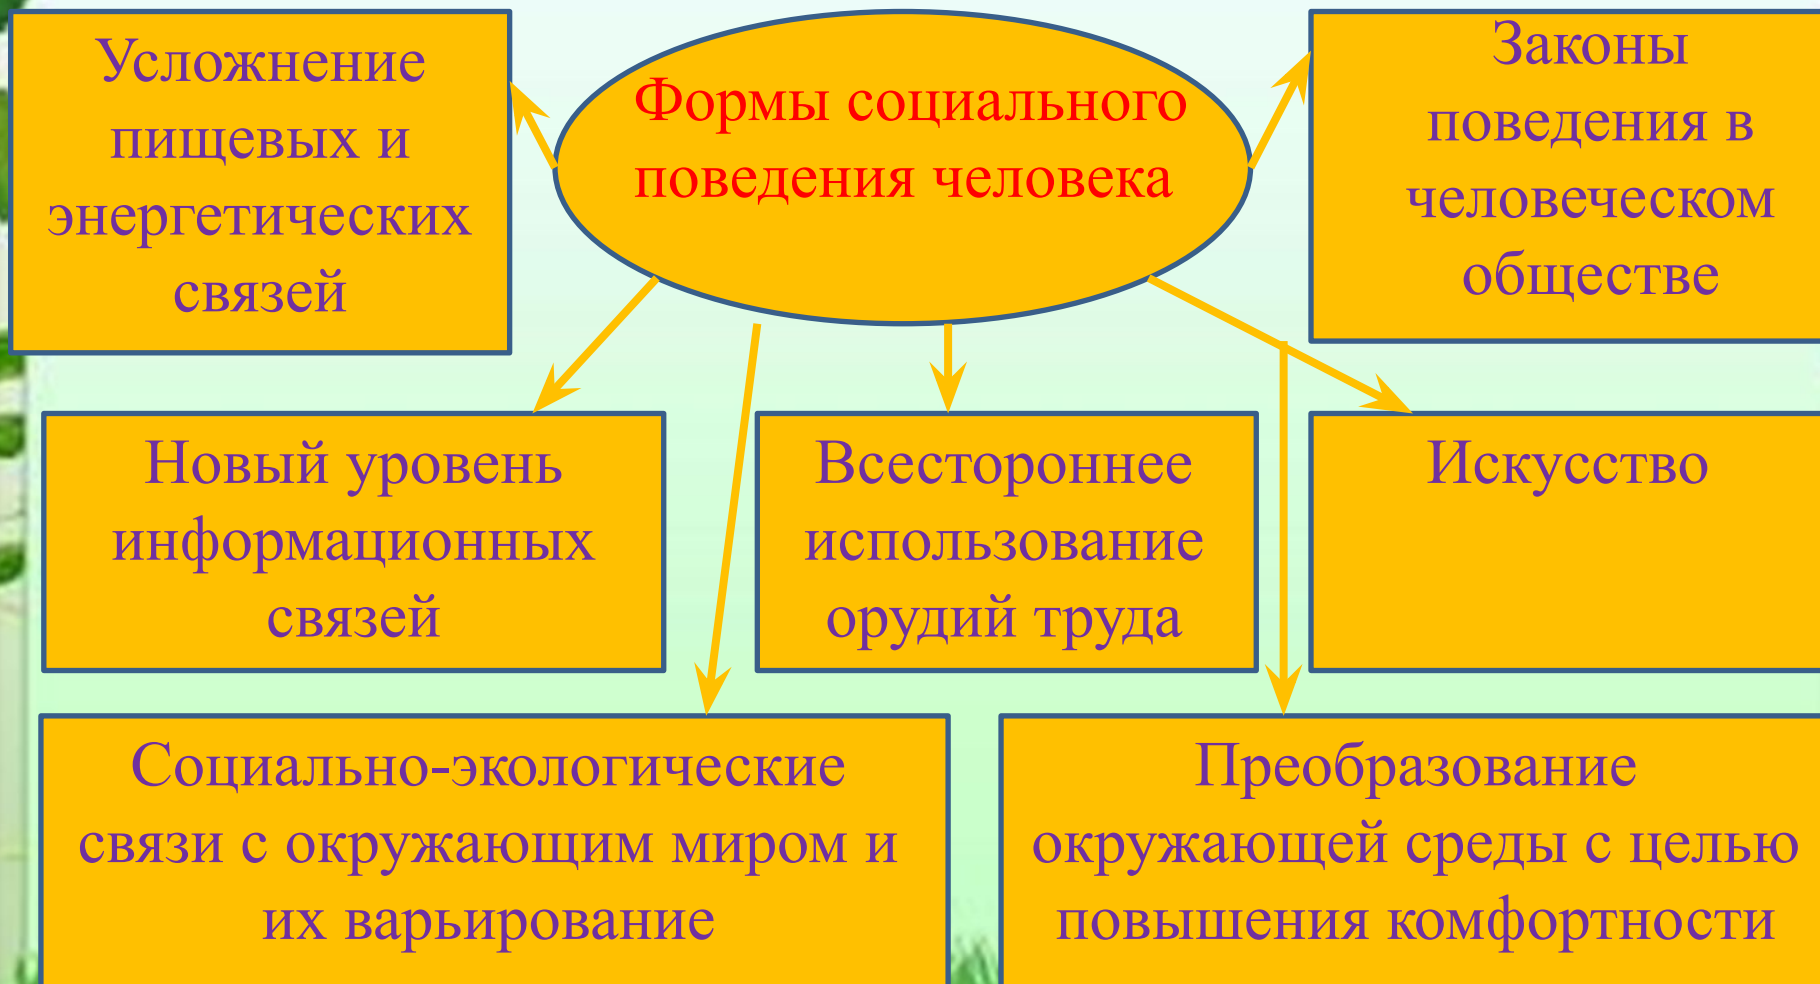 Усложнение
пищевых и
энергетических
связей
Формы социального
поведения человека
Законы
поведения в
человеческом
обществе
Новый уровень
информационных
связей
Всестороннее
использование
орудий труда
Искусство
Социально-экологические
связи с окружающим миром и
их варьирование
Преобразование
окружающей среды с целью
повышения комфортности